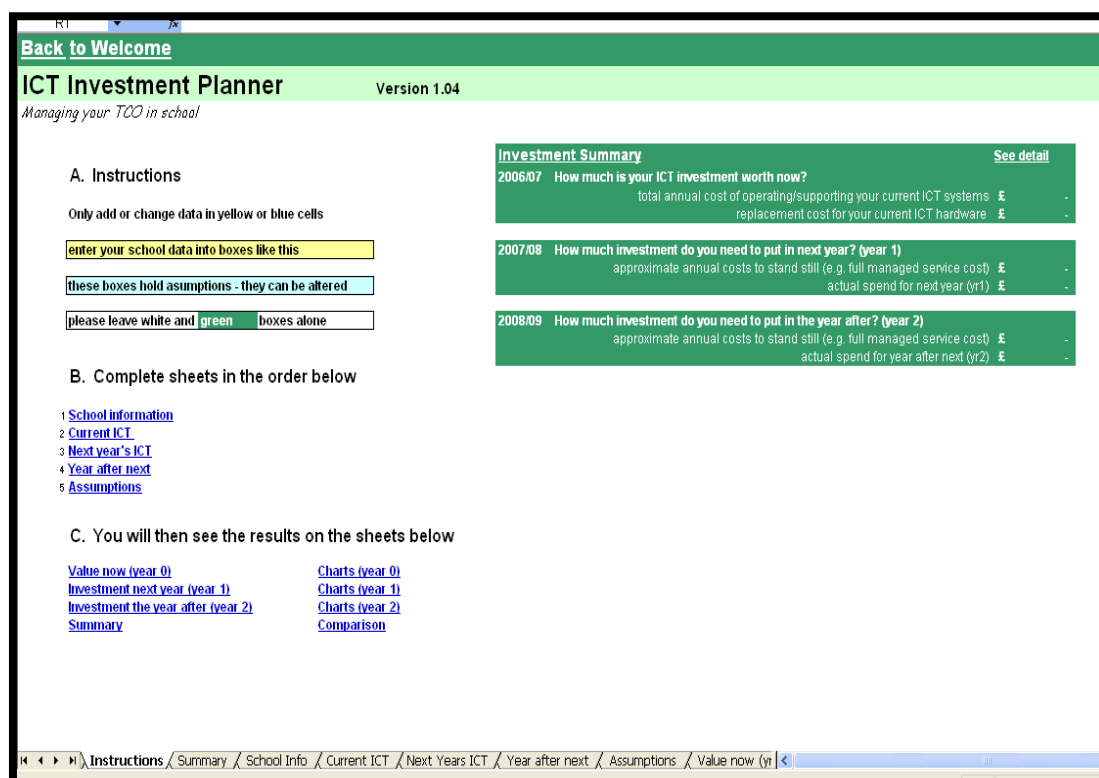 R1 fx
Back to Welcome
ICT Investment Planner Version 1.04
Managing your TCO in school
A. Instructions
Only add or change data in yellow or blue cells
enter your school data into boxes like this
these boxes hold asumptions - they can be altered
please leave white and green boxes alone
B. Complete sheets in the order below
1 School information
2 Current ICT
3 Next year's ICT
4 Year after next
5 Assumptions
C. You will then see the results on the sheets below
Value now (year 0) Charts (year 0)
Investment next year (year 1) Charts (year 1)
Investment the year after (year 2) Charts (year 2)
Summary Comparison
Investment Summary See detail
2006/07 How much is your ICT investment worth now?
total annual cost of operating/supporting your current ICT systems £ -
replacement cost for your current ICT hardware £ -
2007/08 How much investment do you need to put in next year? (year 1)
approximate annual costs to stand still (e.g. full managed service cost) £ -
actual spend for next year (yr1) £ -
2008/09 How much investment do you need to put in the year after? (year 2)
approximate annual costs to stand still (e.g. full managed service cost) £ -
actual spend for year after next (yr2) £ -
Instructions / Summary / School Info / Current ICT / Next Years ICT / Year after next / Assumptions / Value now (yr